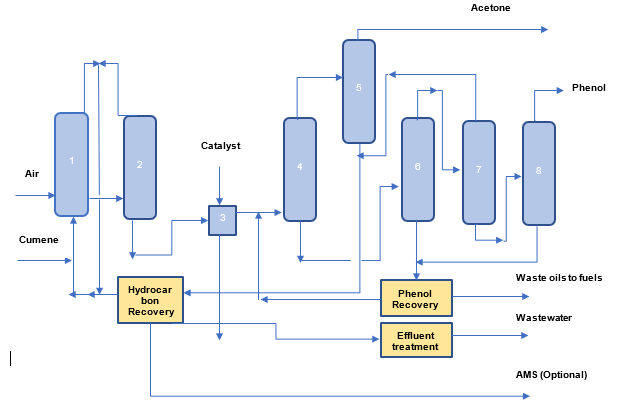 Acetone
5
Phenol
Catalyst
1
2
4
6
7
8
Air
3
Cumene
Hydrocar
bon
Recovery
Phenol
Recovery
Waste oils to fuels
Wastewater
Effluent
treatment
AMS (Optional)